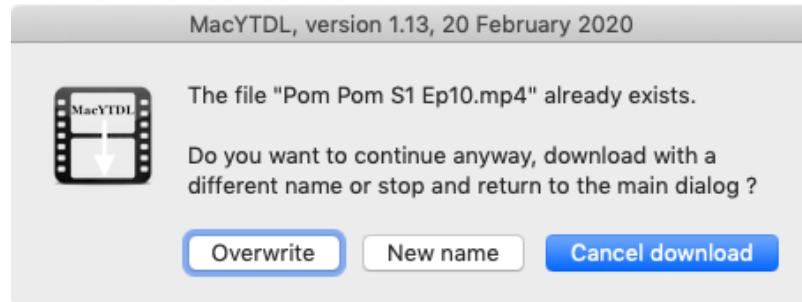 MacYTDL, version 1.13, 20 February 2020
MacYTDL
The file "Pom Pom S1 Ep10.mp4" already exists.
Do you want to continue anyway, download with a
different name or stop and return to the main dialog ?
Overwrite
New name
Cancel download